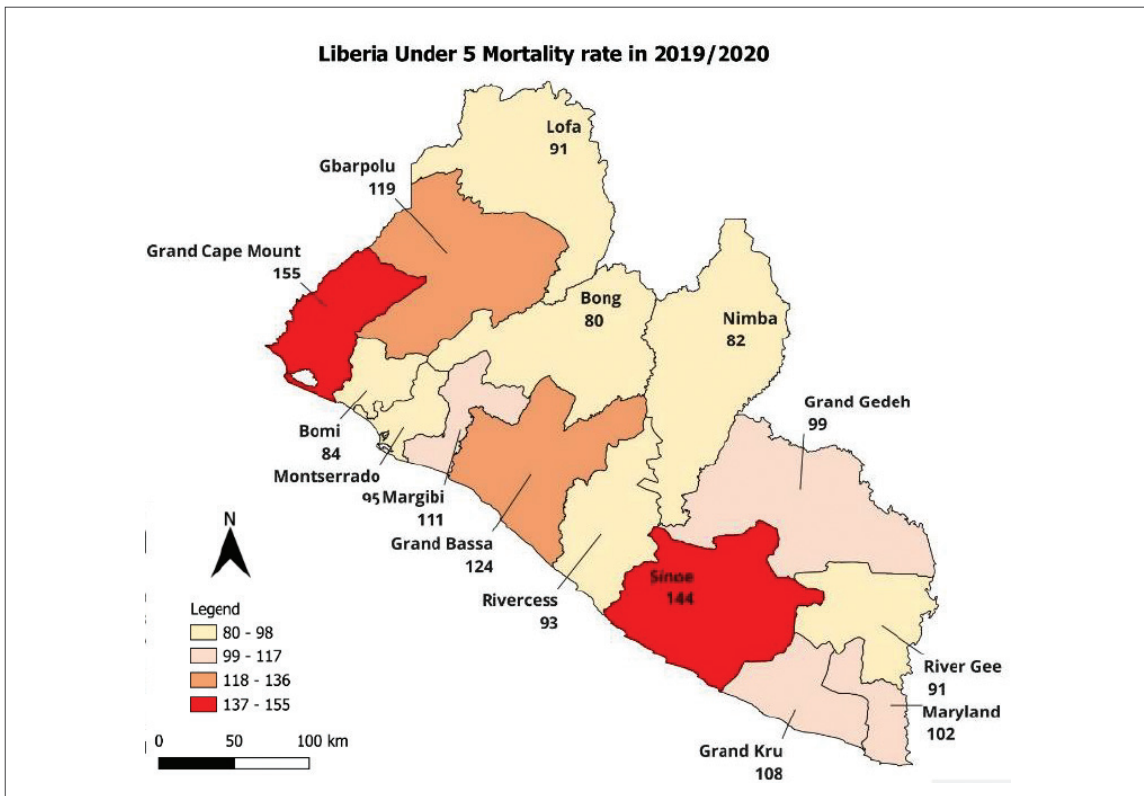 Liberia Under 5 Mortality rate in 2019/2020
Lofa
91
Gbarpolu
119
Grand Cape Mount
155
Bong
80
Nimba
82
Grand Gedeh
99
Bomi
84
Montserrado
95
Margibi
111
Grand Bassa
124
Rivercess
93
Sinoe
144
River Gee
91
Maryland
102
Grand Kru
108
N
Legend
80 - 98
99 - 117
118 - 136
137 - 155
0 50 100 km